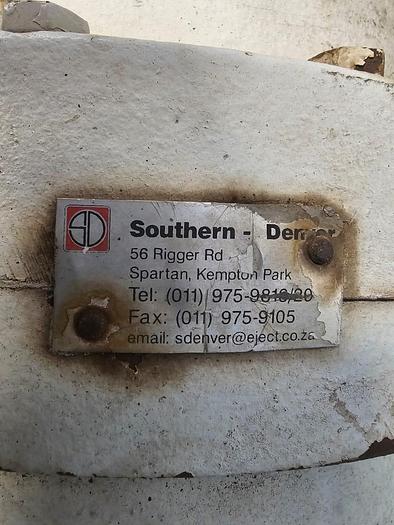 SD
Southern - Denver
56 Rigger Rd
Spartan, Kempton Park
Tel: (011) 975-9816/20
Fax: (011) 975-9105
email: sdenver@eject.co.za